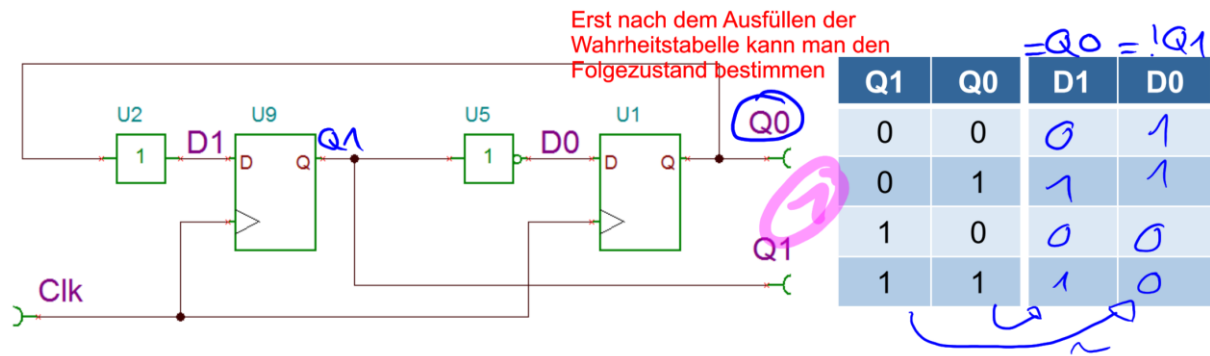 Erst nach dem Ausfüllen der
Wahrheitstabelle kann man den
Folgezustand bestimmen
=Q0 =!Q1
U2 U9 U5 U1
1 D1 D Q Q1 1 D0 D Q Q0
1
Q1
Clk
Q1 Q0 D1 D0
0 0 0 1
0 1 1 1
1 0 0 0
1 1 1 0
~